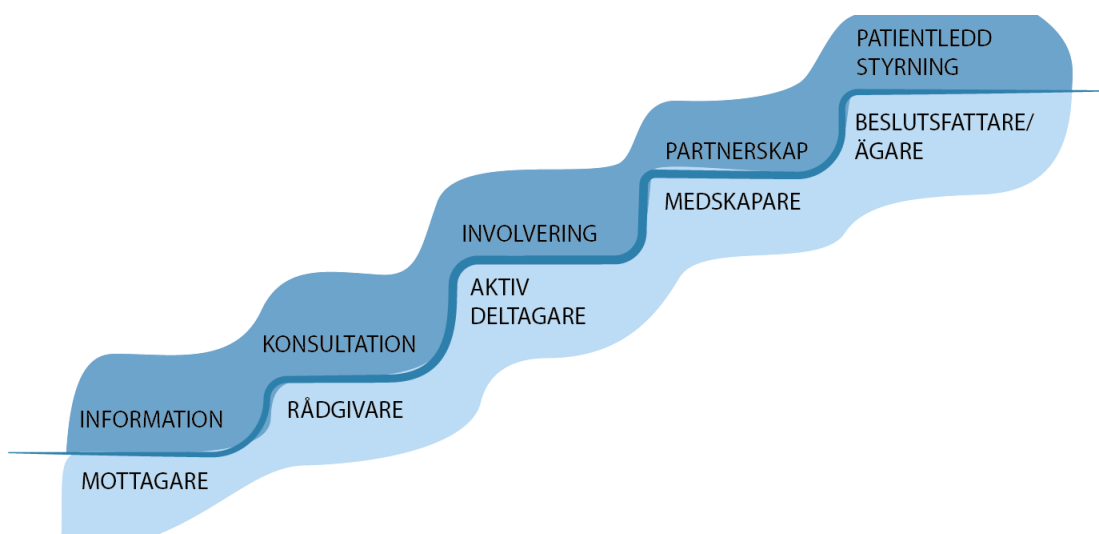 INFORMATION
MOTTAGARE
KONSULTATION
RÅDGIVARE
INVOLVERING
AKTIV
DELTAGARE
PARTNERSKAP
MEDSKAPARE
PATIENTLEDD
STYRNING
BESLUTSFATTARE/
ÄGARE